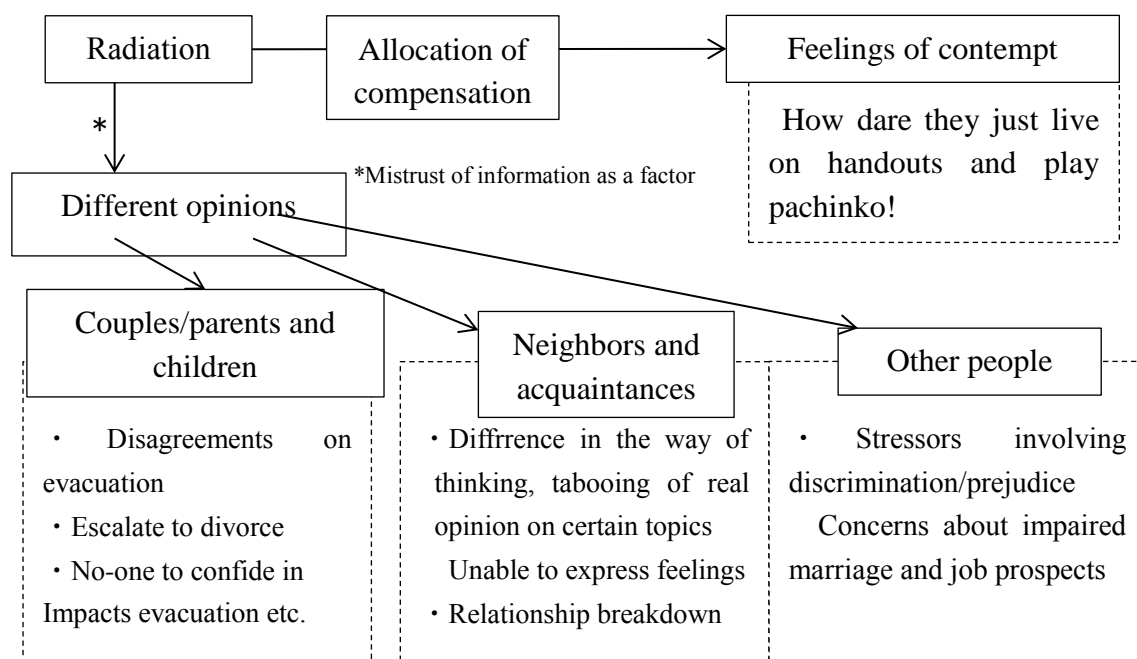 Radiation
Allocation of
compensation
Feelings of contempt
How dare they just live
on handouts and play
pachinko!
*
*Mistrust of information as a factor
Different opinions
Couples/parents and
children
・ Disagreements on
evacuation
・Escalate to divorce
・No-one to confide in
Impacts evacuation etc.
Neighbors and
acquaintances
・Diffrrence in the way of
thinking, tabooing of real
opinion on certain topics
Unable to express feelings
・Relationship breakdown
Other people
・ Stressors involving
discrimination/prejudice
Concerns about impaired
marriage and job prospects